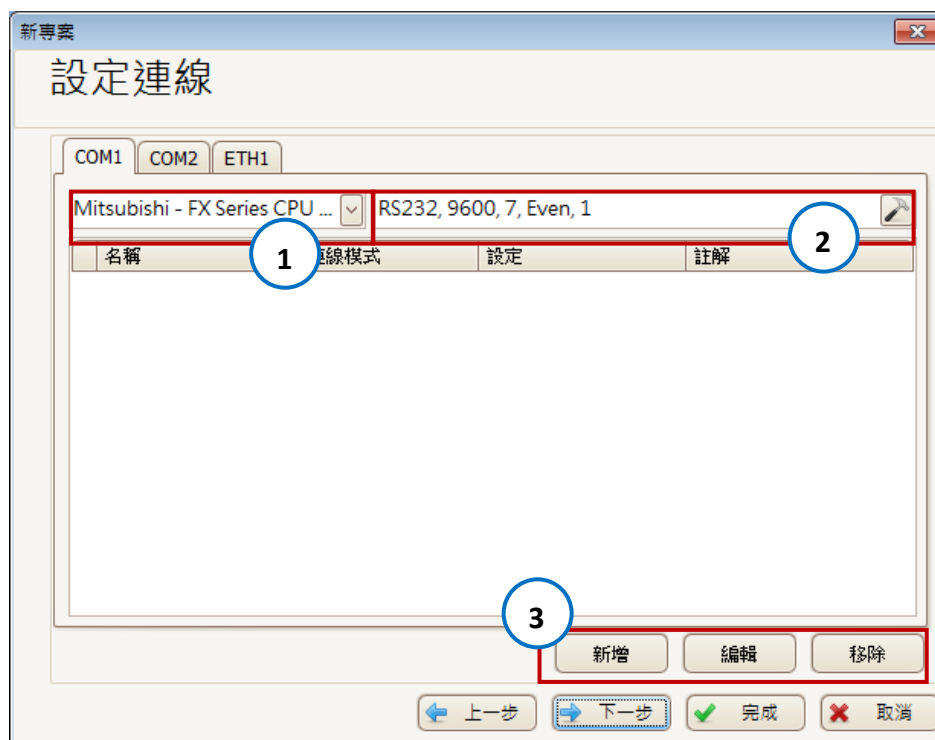 新專案
設定連線
COM1 COM2 ETH1
Mitsubishi - FX Series CPU ... RS232, 9600, 7, Even, 1
1 2
名稱 線模式 設定 註解
3
新增 編輯 移除
上一步 下一步 完成 取消